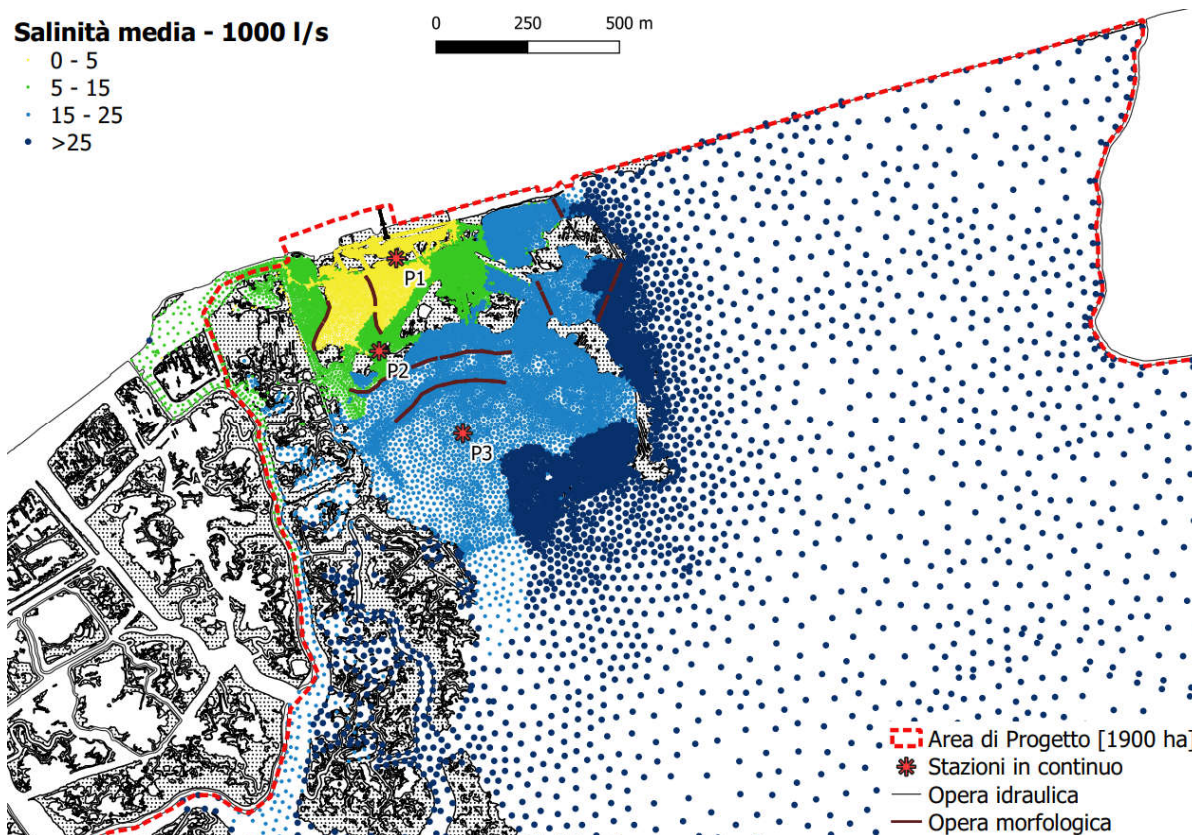 Salinità media - 1000 l/s
0 - 5
5 - 15
15 - 25
>25
0 250 500 m
P1
P2
P3
Area di Progetto [1900 ha]
Stazioni in continuo
Opera idraulica
Opera morfologica